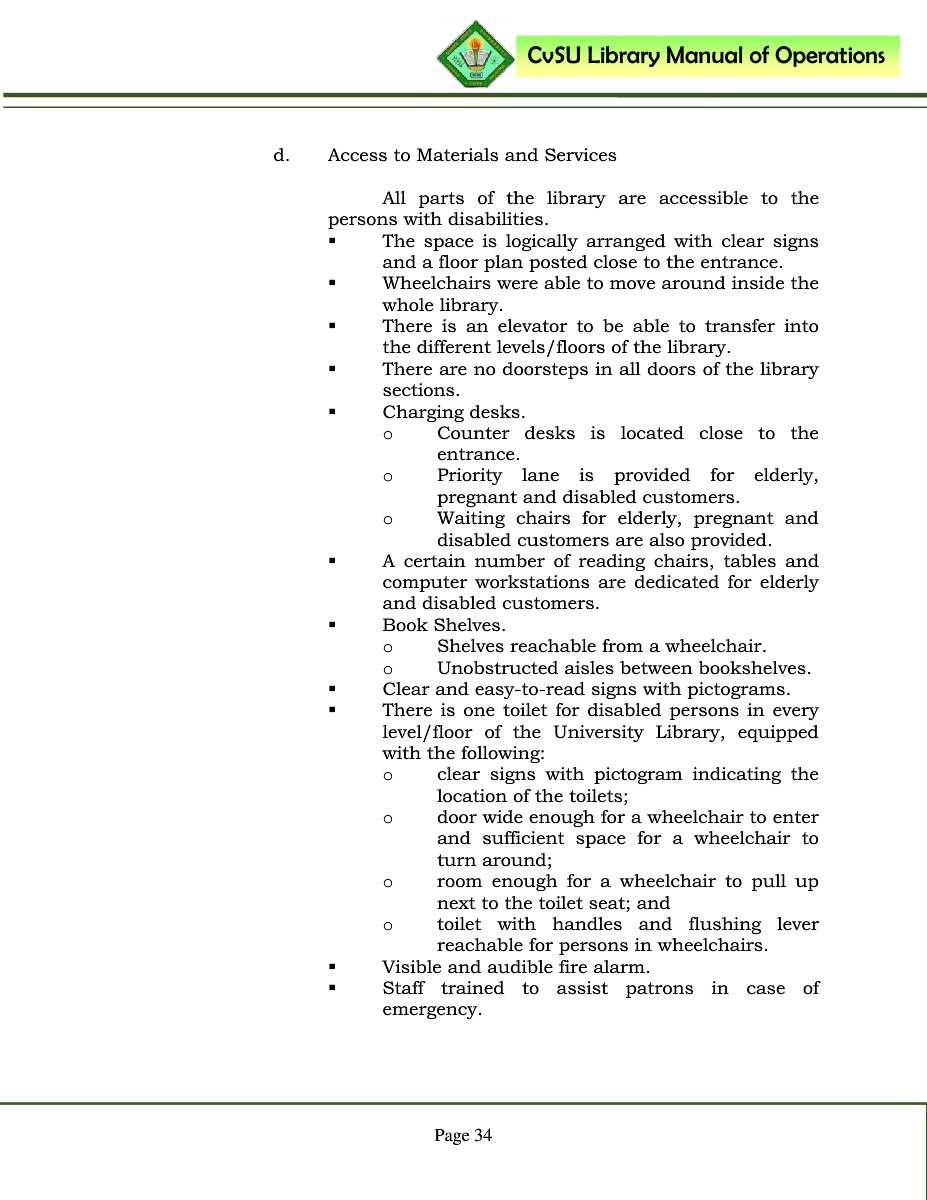 CvSU Library Manual of Operations
d. Access to Materials and Services
All parts of the library are accessible to the
persons with disabilities.
▪ The space is logically arranged with clear signs
and a floor plan posted close to the entrance.
▪ Wheelchairs were able to move around inside the
whole library.
▪ There is an elevator to be able to transfer into
the different levels/floors of the library.
▪ There are no doorsteps in all doors of the library
sections.
▪ Charging desks.
o Counter desks is located close to the
entrance.
o Priority lane is provided for elderly,
pregnant and disabled customers.
o Waiting chairs for elderly, pregnant and
disabled customers are also provided.
▪ A certain number of reading chairs, tables and
computer workstations are dedicated for elderly
and disabled customers.
▪ Book Shelves.
o Shelves reachable from a wheelchair.
o Unobstructed aisles between bookshelves.
▪ Clear and easy-to-read signs with pictograms.
▪ There is one toilet for disabled persons in every
level/floor of the University Library, equipped
with the following:
o clear signs with pictogram indicating the
location of the toilets;
o door wide enough for a wheelchair to enter
and sufficient space for a wheelchair to
turn around;
o room enough for a wheelchair to pull up
next to the toilet seat; and
o toilet with handles and flushing lever
reachable for persons in wheelchairs.
▪ Visible and audible fire alarm.
▪ Staff trained to assist patrons in case of
emergency.
Page 34